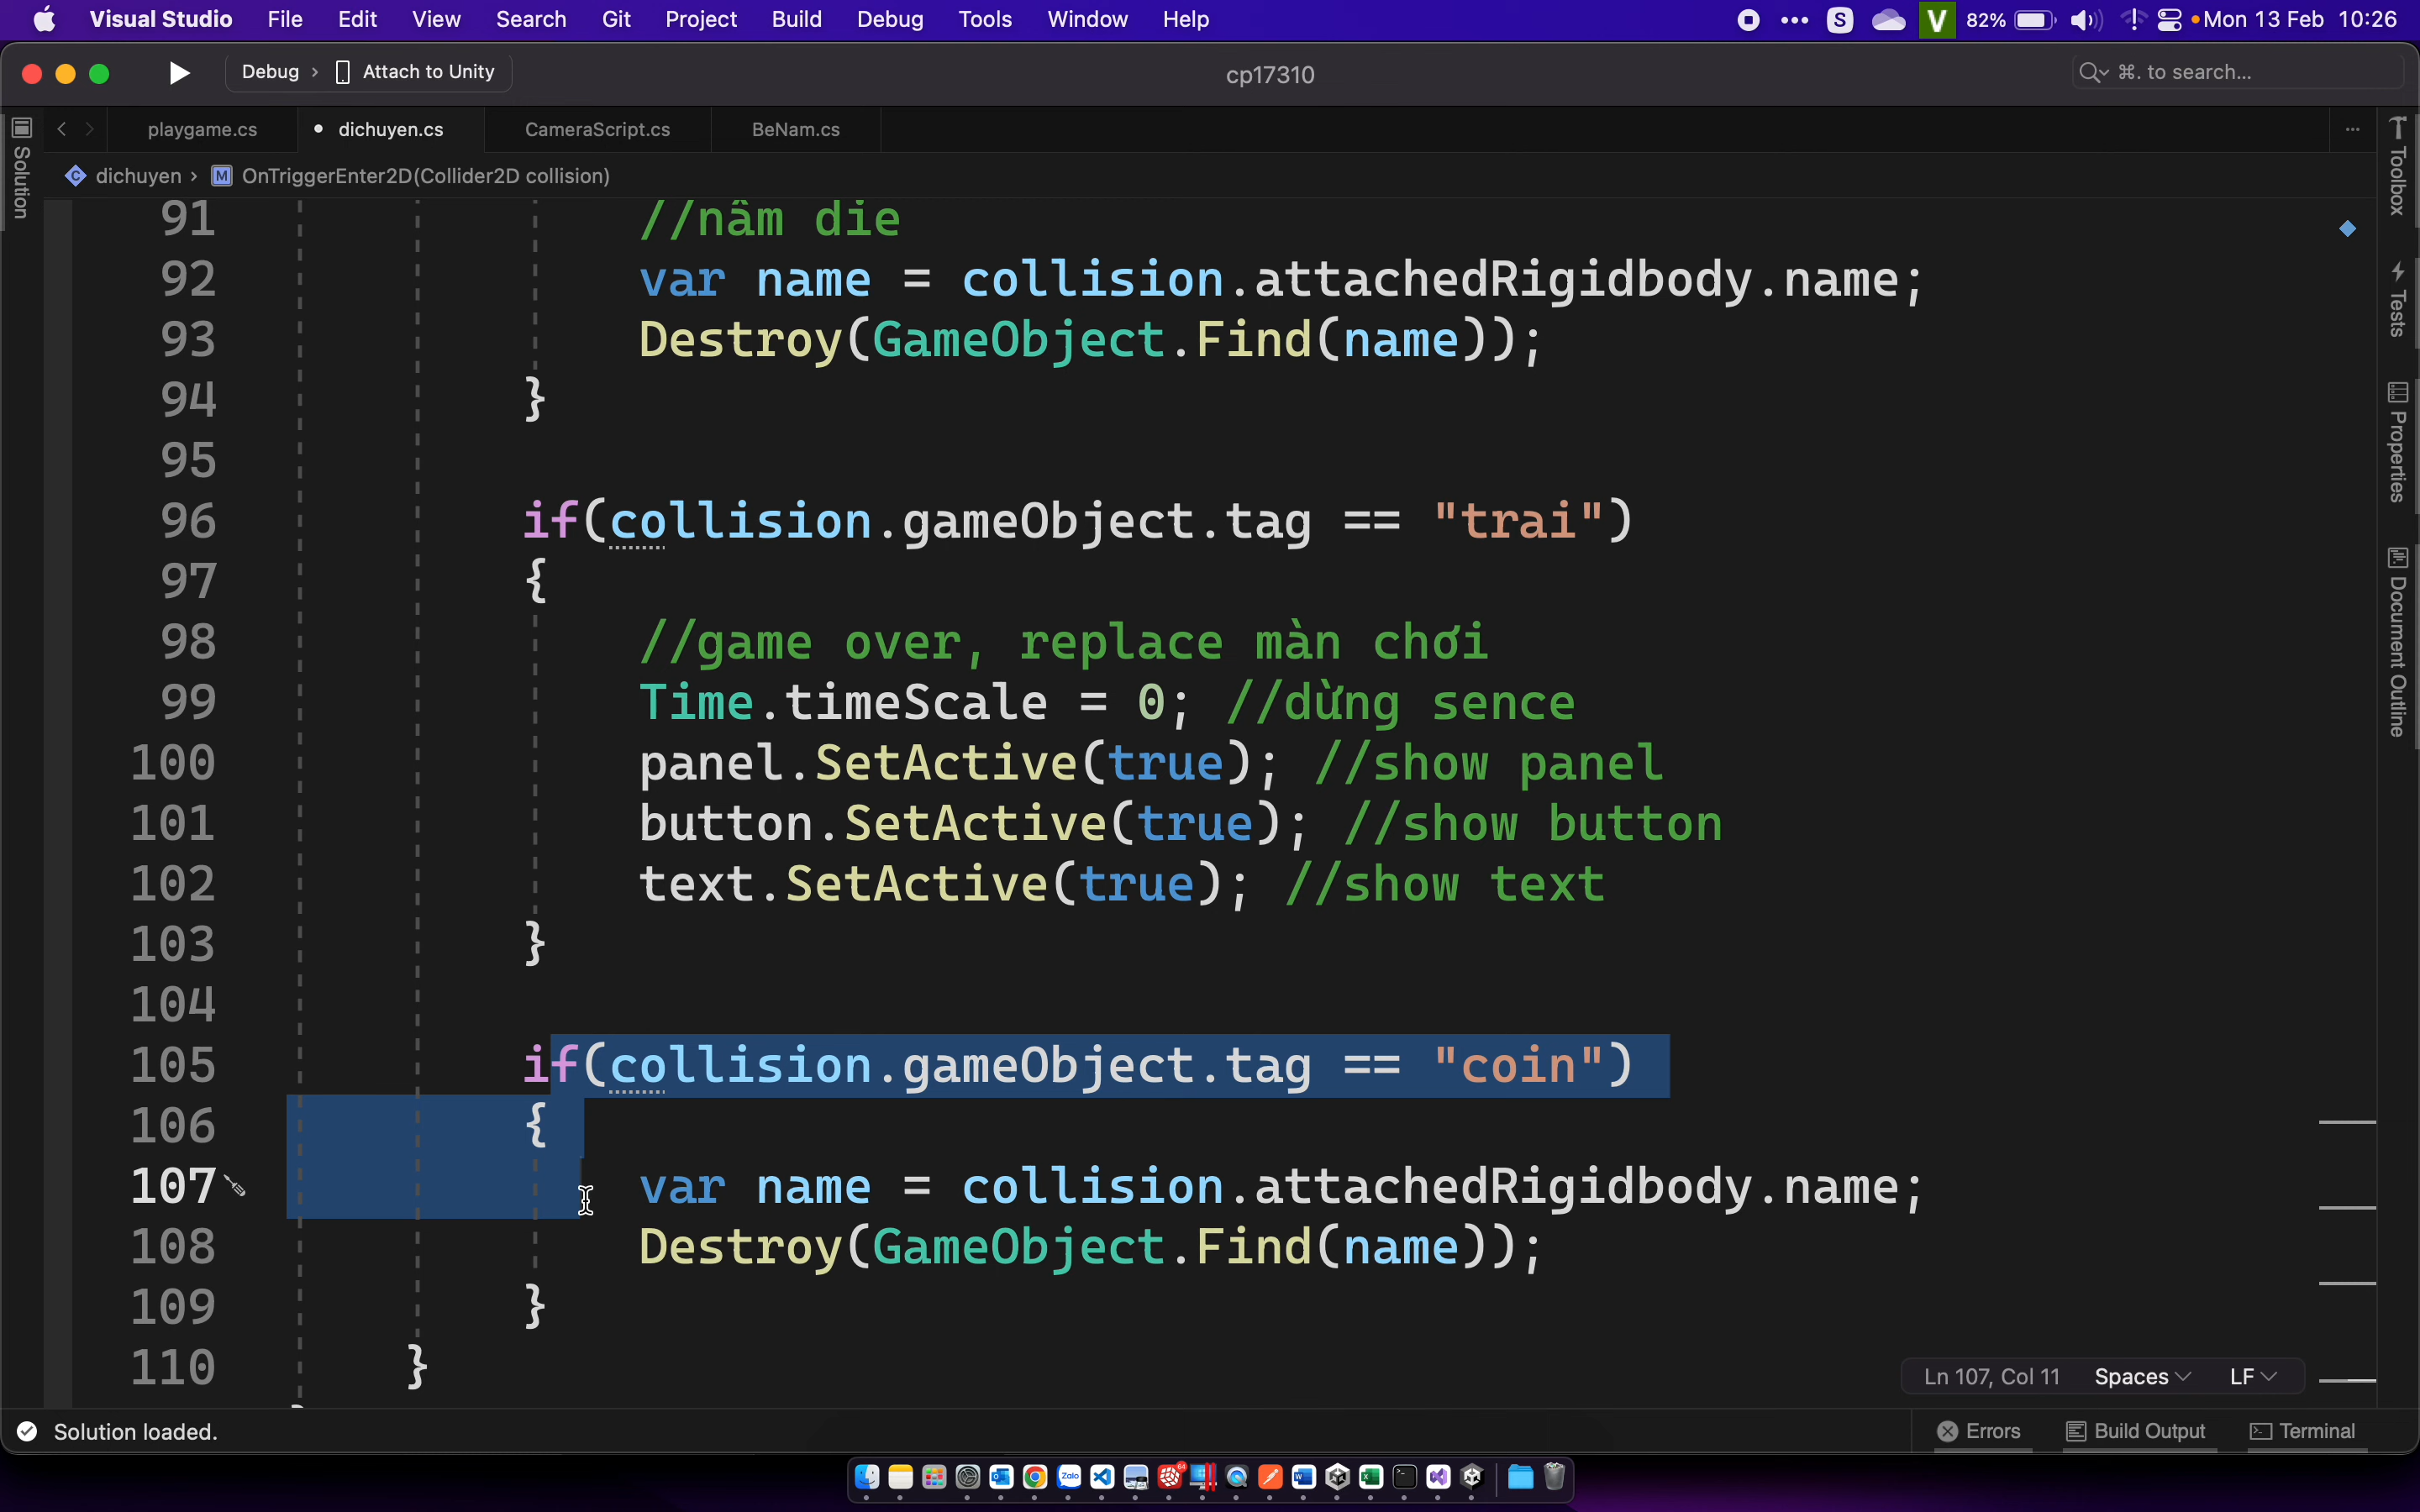 Visual Studio File Edit View Search Git Project Build Debug Tools Window Help S V 82% Mon 13 Feb 10:26
Debug › Attach to Unity cp17310 ⌘. to search...
playgame.cs dichuyen.cs CameraScript.cs BeNam.cs ...
Solution
Toolbox
Tests
Properties
Document Outline
C dichuyen › M OnTriggerEnter2D(Collider2D collision)
91 //nấm die
92 var name = collision.attachedRigidbody.name;
93 Destroy(GameObject.Find(name));
94 }
95
96 if(collision.gameObject.tag == "trai")
97 {
98 //game over, replace màn chơi
99 Time.timeScale = 0; //dừng sence
100 panel.SetActive(true); //show panel
101 button.SetActive(true); //show button
102 text.SetActive(true); //show text
103 }
104
105 if(collision.gameObject.tag == "coin")
106 {
107 var name = collision.attachedRigidbody.name;
108 Destroy(GameObject.Find(name));
109 }
110 }
Ln 107, Col 11 Spaces LF
Solution loaded. Errors Build Output Terminal
Zalo